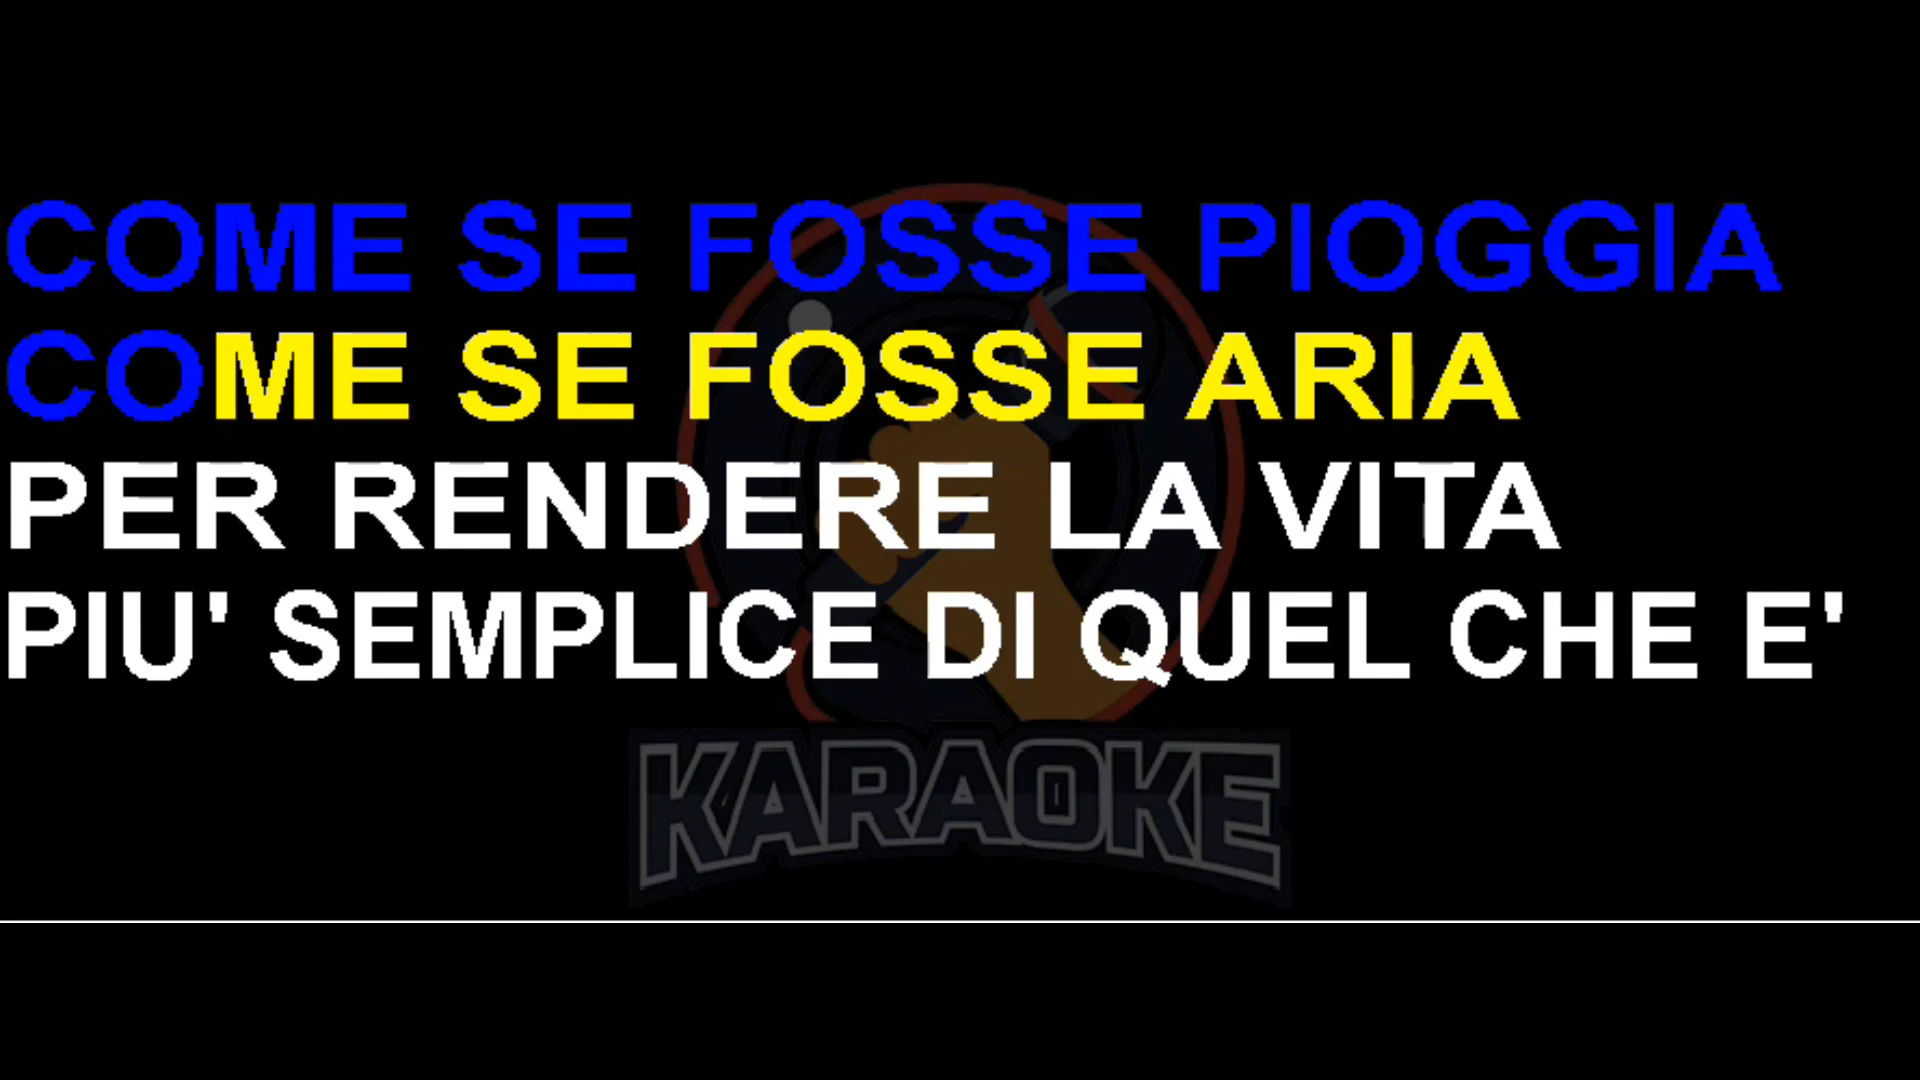 COME SE FOSSE PIOGGIA
COME SE FOSSE ARIA
PER RENDERE LA VITA
PIU' SEMPLICE DI QUEL CHE E'
KARAOKE